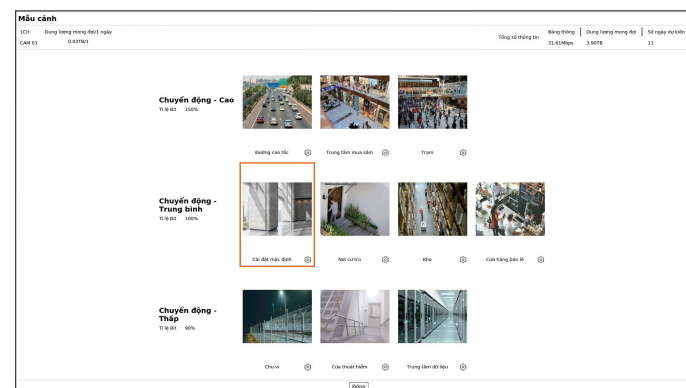 Mẫu cảnh
1CH Dung lượng mong đợi/1 ngày
CAM 01 0.03TB/1
Tổng số thông tin
Băng thông Dung lượng mong đợi Số ngày dự kiến
31.61Mbps 3.90TB 11
Chuyển động - Cao
Tỉ lệ Bit 150%
Đường cao tốc Trung tâm mua sắm Trạm
Chuyển động -
Trung bình
Tỉ lệ Bit 100%
Cài đặt mặc định Nơi cư trú Kho Cửa hàng bán lẻ
Chuyển động -
Thấp
Tỉ lệ Bit 90%
Chu vi Cửa thoát hiểm Trung tâm dữ liệu
Đóng